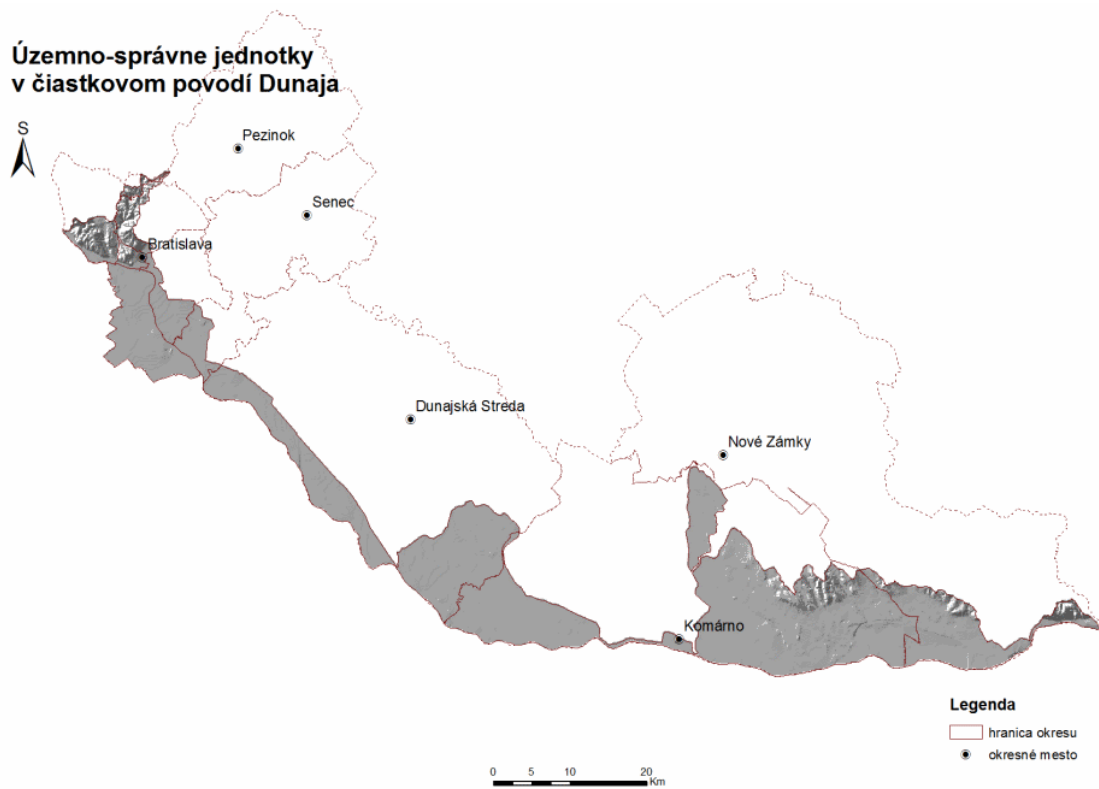 Územno-správne jednotky
v čiastkovom povodí Dunaja
S
Pezinok
Senec
Bratislava
Dunajská Streda
Nové Zámky
Komárno
Legenda
hranica okresu
okresné mesto
0 5 10 20
Km